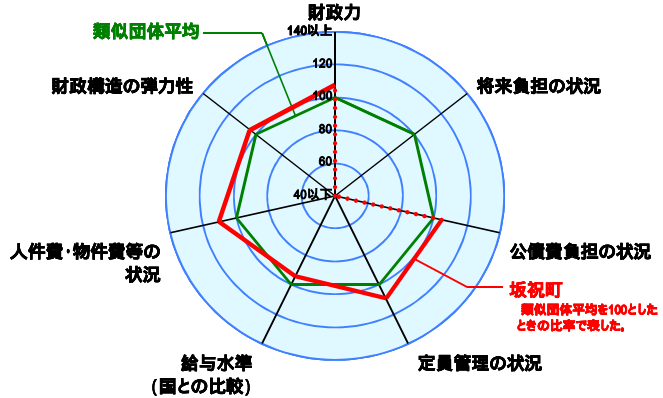 財政力
140以上
類似団体平均
120
財政構造の弾力性
将来負担の状況
100
80
60
40以下
人件費・物件費等の
状況
公債費負担の状況
坂祝町
類似団体平均を100とした
ときの比率で表した。
給与水準
(国との比較)
定員管理の状況